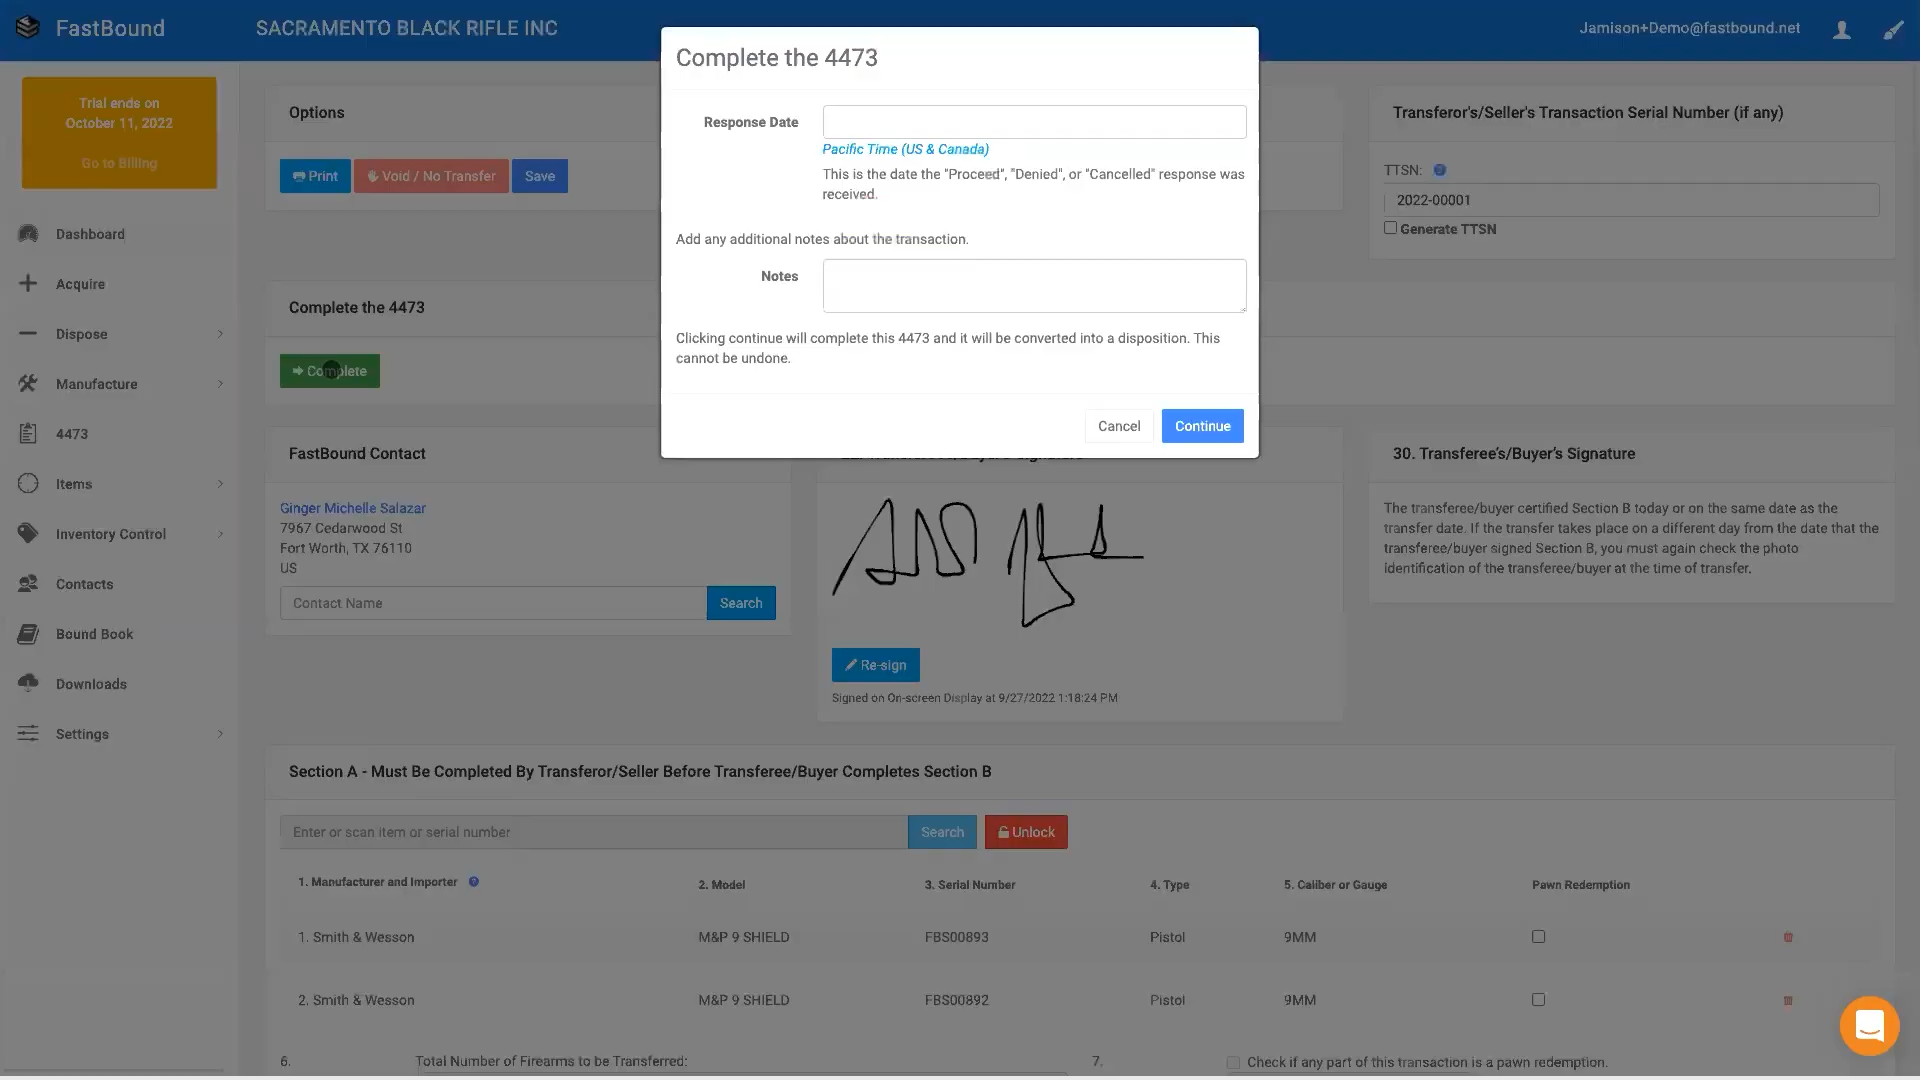 FastBound
SACRAMENTO BLACK RIFLE INC
Jamison+Demo@fastbound.net
Trial ends on
October 11, 2022
Go to Billing
Dashboard
Acquire
Dispose
Manufacture
4473
Items
Inventory Control
Contacts
Bound Book
Downloads
Settings
Options
Print
Void / No Transfer
Save
Complete the 4473
Response Date
Pacific Time (US & Canada)
This is the date the "Proceed", "Denied", or "Cancelled" response was
received.
Add any additional notes about the transaction.
Notes
Clicking continue will complete this 4473 and it will be converted into a disposition. This
cannot be undone.
Cancel
Continue
Transferor's/Seller's Transaction Serial Number (if any)
TTSN:
2022-00001
Generate TTSN
Complete the 4473
Complete
FastBound Contact
Ginger Michelle Salazar
7967 Cedarwood St
Fort Worth, TX 76110
US
Contact Name
Search
Re-sign
Signed on On-screen Display at 9/27/2022 1:18:24 PM
30. Transferee's/Buyer's Signature
The transferee/buyer certified Section B today or on the same date as the
transfer date. If the transfer takes place on a different day from the date that the
transferee/buyer signed Section B, you must again check the photo
identification of the transferee/buyer at the time of transfer.
Section A - Must Be Completed By Transferor/Seller Before Transferee/Buyer Completes Section B
Enter or scan item or serial number
Search
Unlock
1. Manufacturer and Importer
2. Model
3. Serial Number
4. Type
5. Caliber or Gauge
Pawn Redemption
1. Smith & Wesson
M&P 9 SHIELD
FBS00893
Pistol
9MM
2. Smith & Wesson
M&P 9 SHIELD
FBS00892
Pistol
9MM
6.
Total Number of Firearms to be Transferred:
7.
Check if any part of this transaction is a pawn redemption.